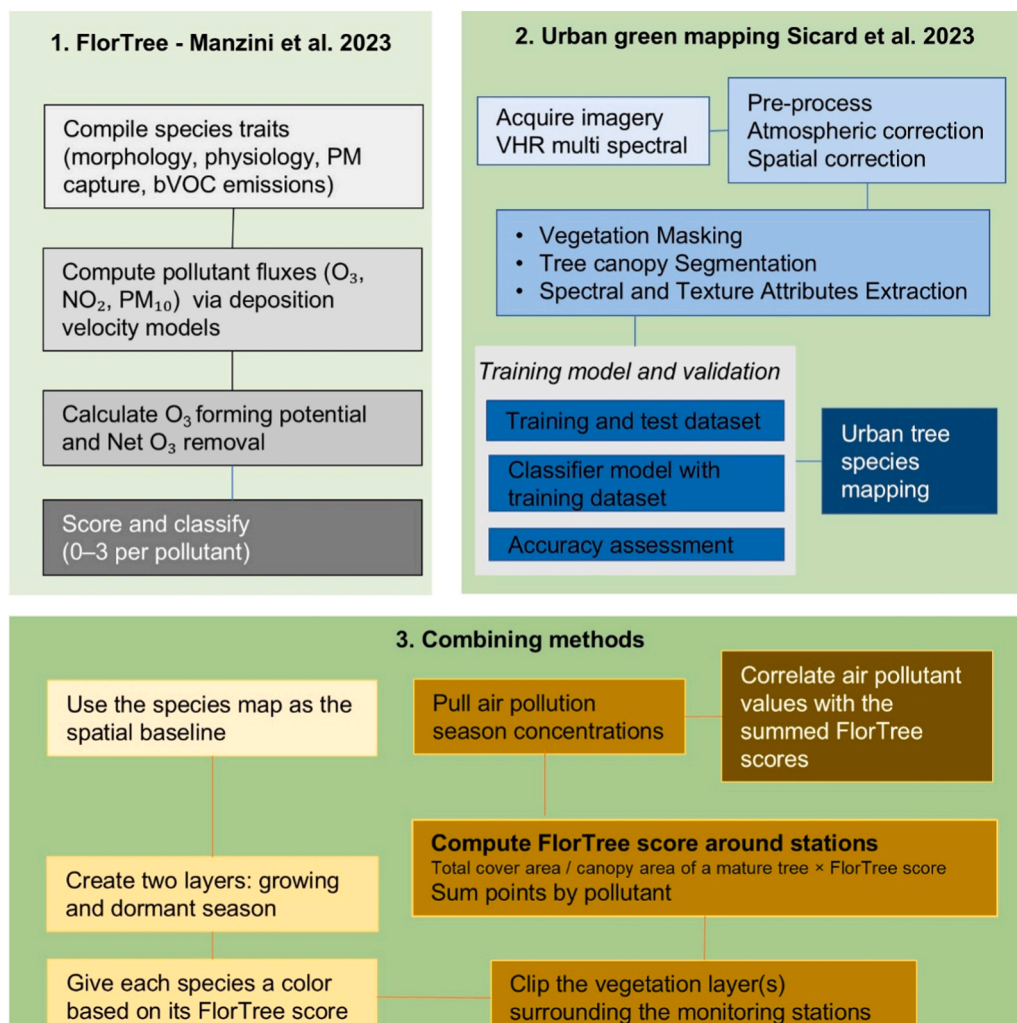 1. FlorTree - Manzini et al. 2023
Compile species traits
(morphology, physiology, PM
capture, bVOC emissions)
Compute pollutant fluxes (O₃,
NO₂, PM₁₀) via deposition
velocity models
Calculate O₃ forming potential
and Net O₃ removal
Score and classify
(0–3 per pollutant)
2. Urban green mapping Sicard et al. 2023
Acquire imagery
VHR multi spectral
Pre-process
Atmospheric correction
Spatial correction
• Vegetation Masking
• Tree canopy Segmentation
• Spectral and Texture Attributes Extraction
Training model and validation
Training and test dataset
Classifier model with
training dataset
Accuracy assessment
Urban tree
species
mapping
3. Combining methods
Use the species map as the
spatial baseline
Create two layers: growing
and dormant season
Give each species a color
based on its FlorTree score
Clip the vegetation layer(s)
surrounding the monitoring stations
Compute FlorTree score around stations
Total cover area / canopy area of a mature tree × FlorTree score
Sum points by pollutant
Pull air pollution
season concentrations
Correlate air pollutant
values with the
summed FlorTree
scores